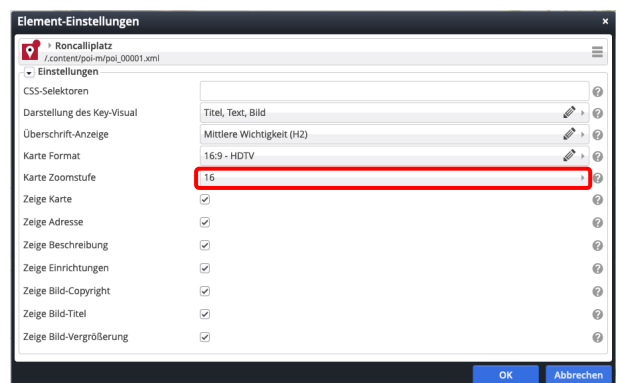 Element-Einstellungen
Roncalliplatz
/.content/poi-m/poi_00001.xml
Einstellungen
CSS-Selektoren
Darstellung des Key-Visual Titel, Text, Bild
Überschrift-Anzeige Mittlere Wichtigkeit (H2)
Karte Format 16:9 - HDTV
Karte Zoomstufe 16
Zeige Karte
Zeige Adresse
Zeige Beschreibung
Zeige Einrichtungen
Zeige Bild-Copyright
Zeige Bild-Titel
Zeige Bild-Vergrößerung
OK Abbrechen